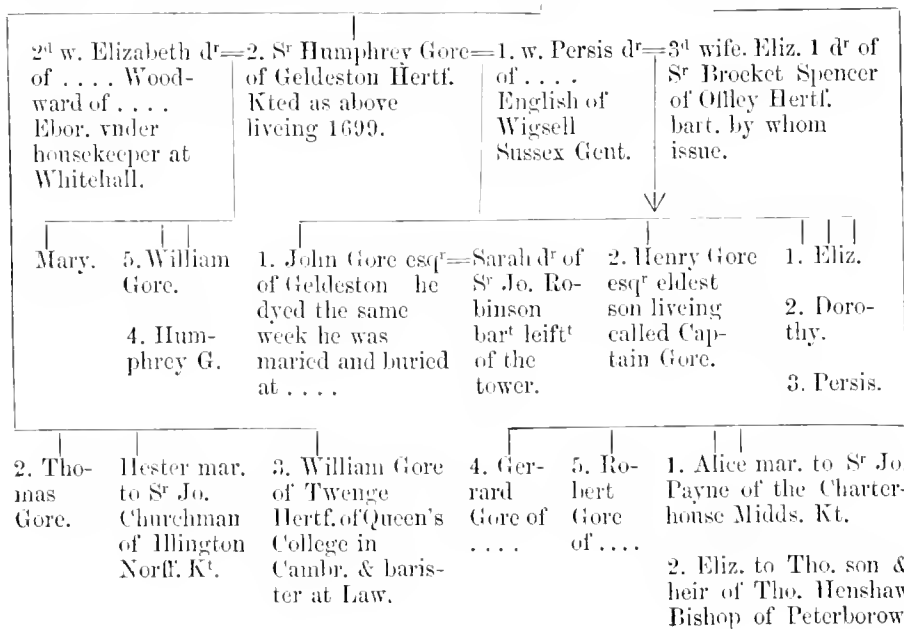 2ᵈ w. Elizabeth dʳ
of . . . . Wood-
ward of . . . .
Ebor. vnder
housekeeper at
Whitehall.
=2. Sʳ Humphrey Gore
of Geldeston Hertf.
Kted as above
liveing 1699.
=1. w. Persis dʳ
of . . . .
English of
Wigsell
Sussex Gent.
=3ᵈ wife. Eliz. 1 dʳ of
Sʳ Brocket Spencer
of Offley Hertf.
bart. by whom
issue.
Mary.
5. William
Gore.
4. Hum-
phrey G.
1. John Gore esqʳ
of Geldeston he
dyed the same
week he was
maried and buried
at . . . .
=Sarah dʳ of
Sʳ Jo. Ro-
binson
barᵗ leifᵗᵗ
of the
tower.
2. Henry Gore
esqʳ eldest
son liveing
called Cap-
tain Gore.
1. Eliz.
2. Doro-
thy.
3. Persis.
2. Tho-
mas
Gore.
Hester mar.
to Sʳ Jo.
Churchman
of Illington
Norff. Kᵗ.
3. William Gore
of Twenge
Hertf. of Queen's
College in
Cambr. & baris-
ter at Law.
4. Ger-
rard
Gore of
. . . .
5. Ro-
bert
Gore
of . . . .
1. Alice mar. to Sʳ Jo.
Payne of the Charter-
house Midds. Kt.
2. Eliz. to Tho. son &
heir of Tho. Henshaw
Bishop of Peterborow